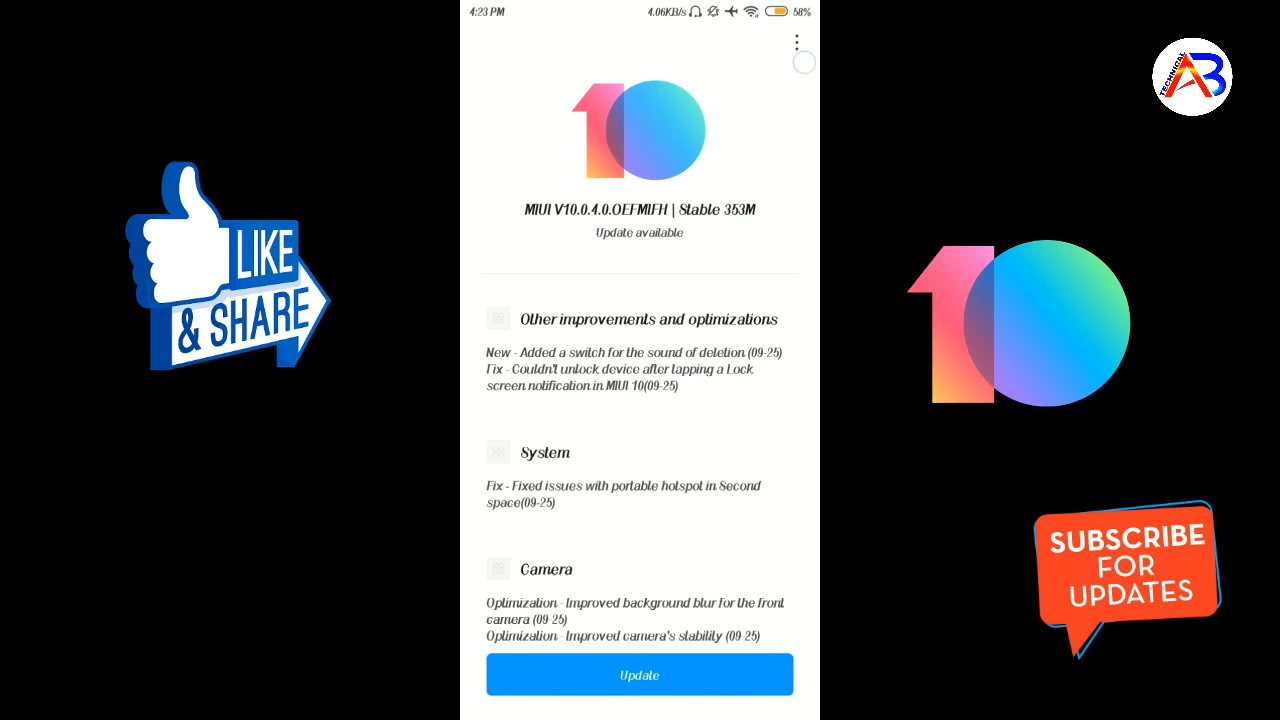 4:23 PM
4.06KB/s
58%
TECHNICAL
AB
10
MIUI V10.0.4.0.OEFMIFH | Stable 353M
Update available
Other improvements and optimizations
New - Added a switch for the sound of deletion (09-25)
Fix - Couldn't unlock device after tapping a Lock
screen notification in MIUI 10(09-25)
System
Fix - Fixed issues with portable hotspot in Second
space(09-25)
Camera
Optimization - Improved background blur for the front
camera (09-25)
Optimization - Improved camera's stability (09-25)
Update
LIKE
& SHARE
10
SUBSCRIBE
FOR
UPDATES